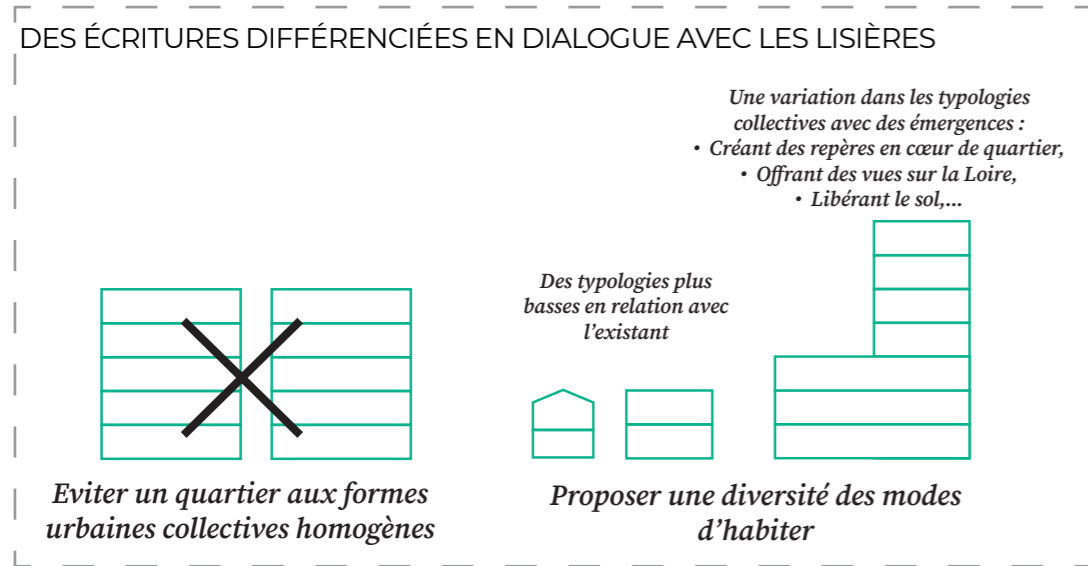 DES ÉCRITURES DIFFÉRENCIÉES EN DIALOGUE AVEC LES LISIÈRES
Une variation dans les typologies
collectives avec des émergences :
• Créant des repères en cœur de quartier,
• Offrant des vues sur la Loire,
• Libérant le sol,...
Des typologies plus
basses en relation avec
l'existant
Eviter un quartier aux formes
urbaines collectives homogènes
Proposer une diversité des modes
d'habiter